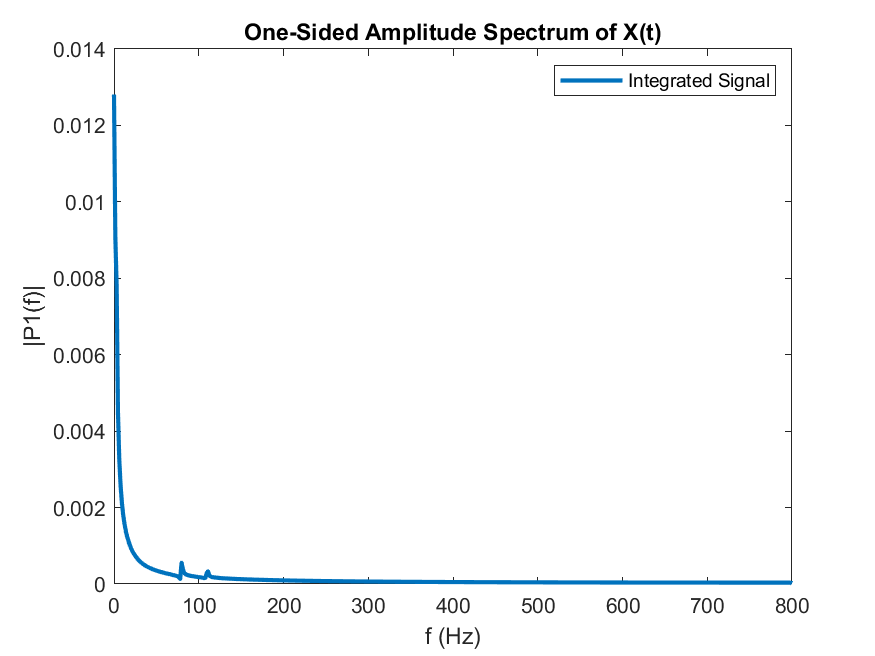 One-Sided Amplitude Spectrum of X(t)
Integrated Signal
|P1(f)|
0.014
0.012
0.01
0.008
0.006
0.004
0.002
0
0 100 200 300 400 500 600 700 800
f (Hz)